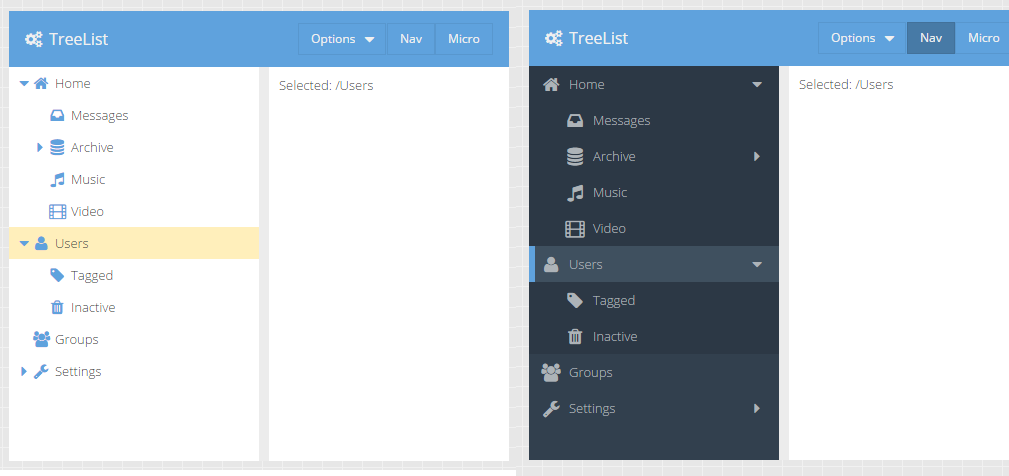 TreeList
Options Nav Micro
Home
Messages
Archive
Music
Video
Users
Tagged
Inactive
Groups
Settings
Selected: /Users
TreeList
Options Nav Micro
Home
Messages
Archive
Music
Video
Users
Tagged
Inactive
Groups
Settings
Selected: /Users